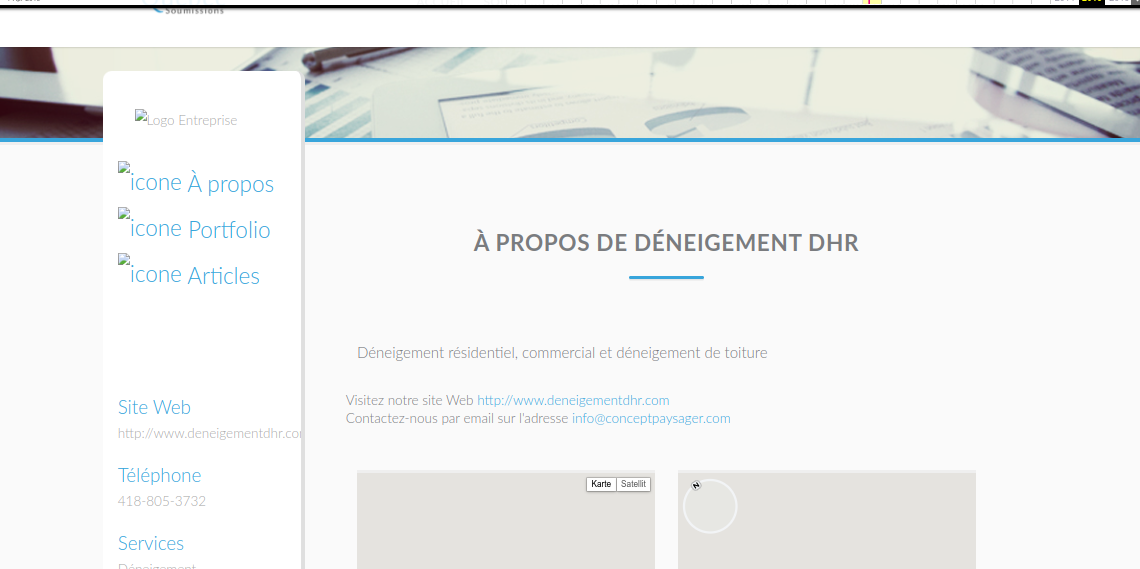 Soumissions
Logo Entreprise
icone À propos
icone Portfolio
icone Articles
À PROPOS DE DÉNEIGEMENT DHR
Déneigement résidentiel, commercial et déneigement de toiture
Visitez notre site Web http://www.deneigementdhr.com
Contactez-nous par email sur l'adresse info@conceptpaysager.com
Site Web
http://www.deneigementdhr.co
Téléphone
418-805-3732
Services
Déneigement
Karte Satellit
N